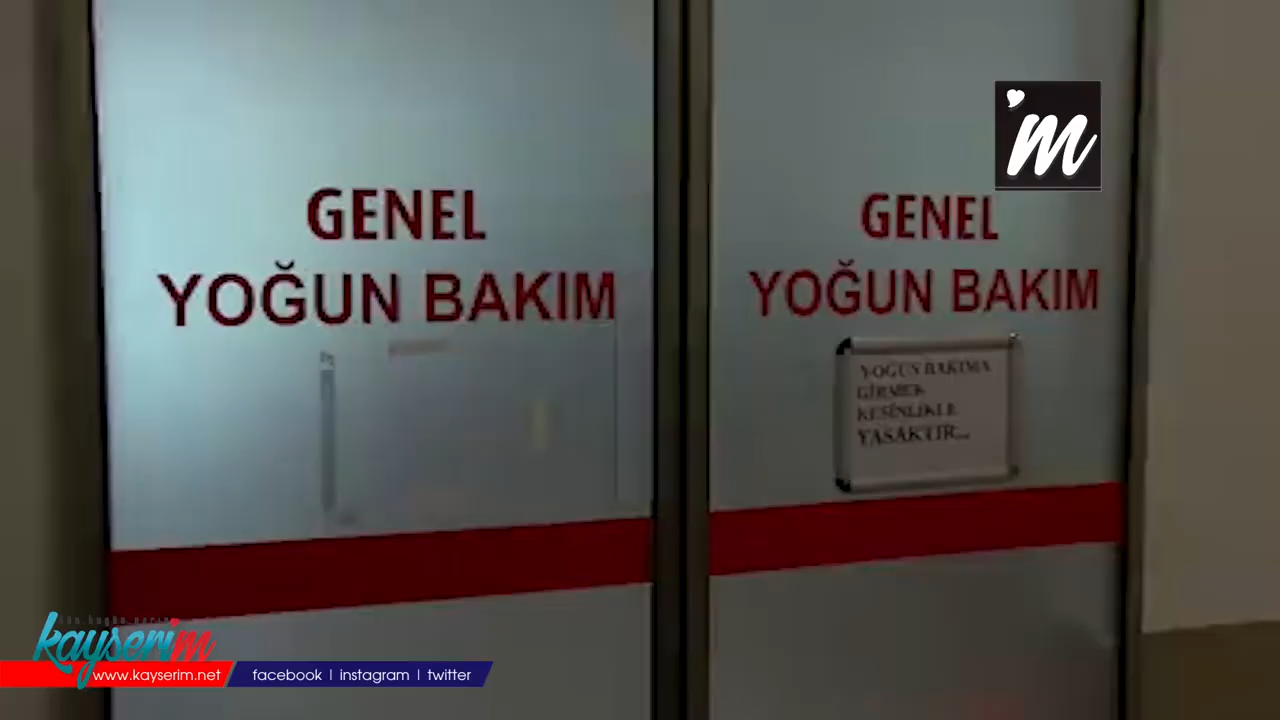 GENEL
YOĞUN BAKIM
GENEL
YOĞUN BAKIM
YOĞUN BAKIMA
GİRMEK
KESİNLİKLE
YASAKTIR...
'm
kayserim
www.kayserim.net
facebook | instagram | twitter